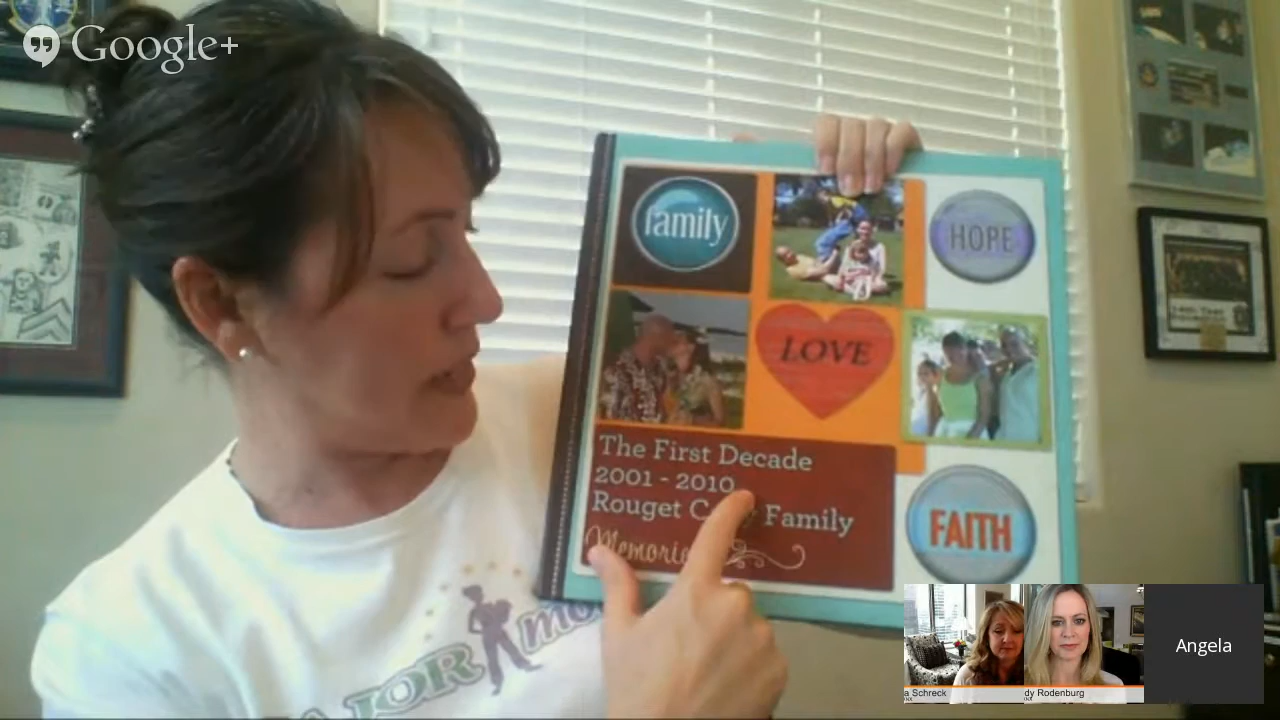 Google+
family
HOPE
LOVE
The First Decade
2001 - 2010
Rouget Family
FAITH
a Schreck
dy Rodenburg
Angela